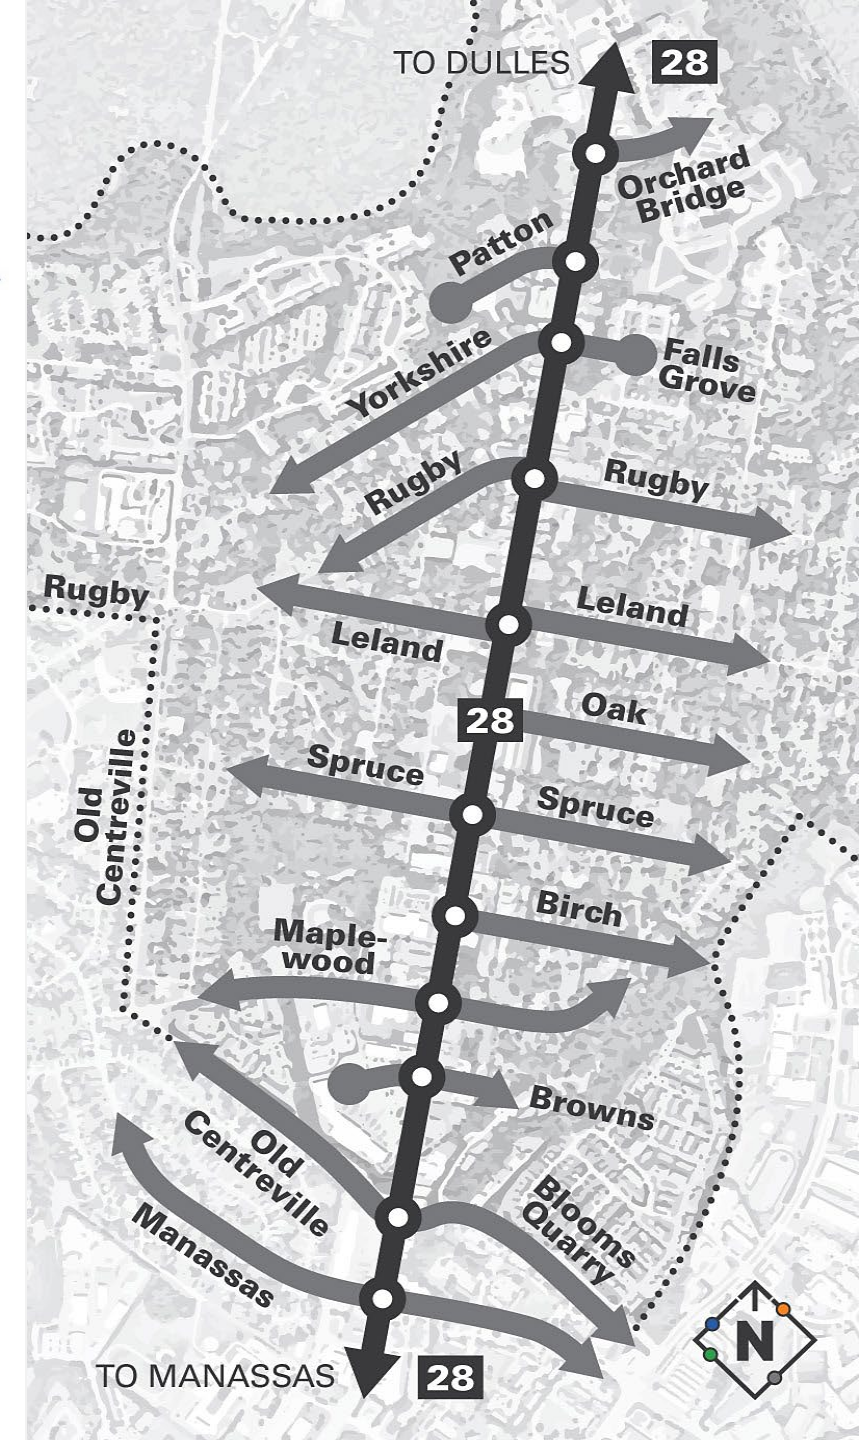 TO DULLES
28
Orchard
Bridge
Patton
Yorkshire
Falls
Grove
Rugby
Rugby
Rugby
Leland
Leland
28
Oak
Old
Centreville
Spruce
Spruce
Birch
Maple-
wood
Browns
Old
Centreville
Blooms
Quarry
Manassas
N
TO MANASSAS
28